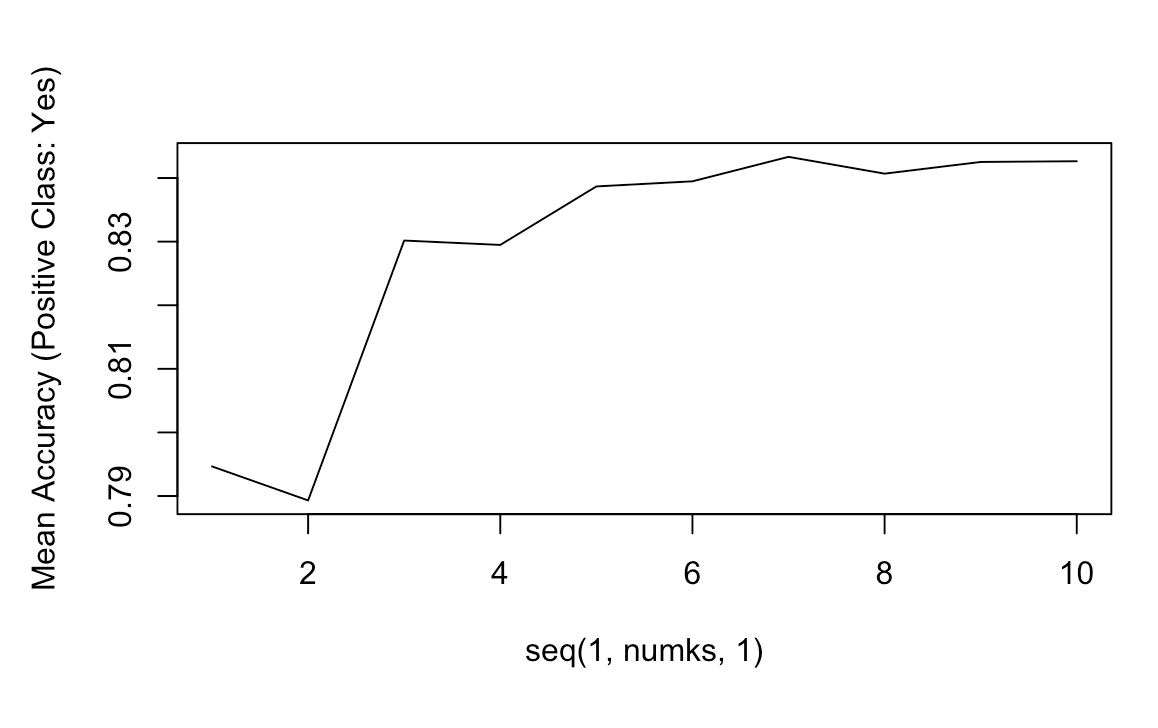 Mean Accuracy (Positive Class: Yes)
0.83
0.81
0.79
2 4 6 8 10
seq(1, numks, 1)